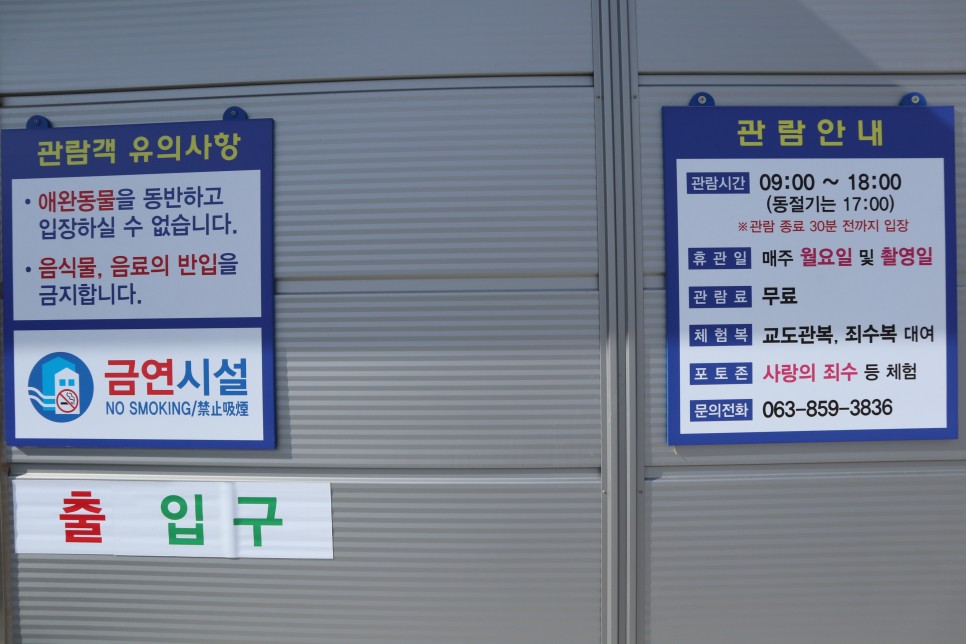 관람객 유의사항
• 애완동물을 동반하고
입장하실 수 없습니다.
• 음식물, 음료의 반입을
금지합니다.
금연시설
NO SMOKING/禁止吸煙
출 입 구
관 람 안 내
관람시간 09:00 ~ 18:00
(동절기는 17:00)
※관람 종료 30분 전까지 입장
휴 관 일 매주 월요일 및 촬영일
관 람 료 무료
체 험 복 교도관복, 죄수복 대여
포 토 존 사랑의 죄수 등 체험
문의전화 063-859-3836